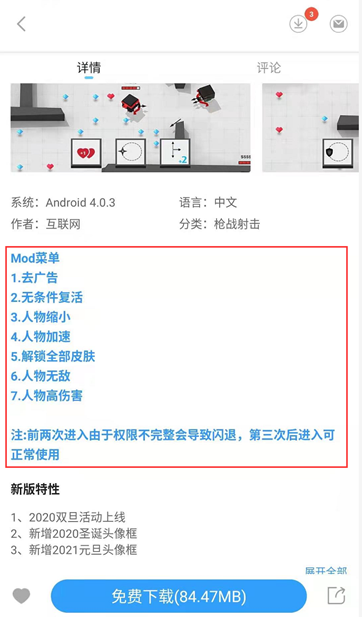 3
详情
评论
系统：Android 4.0.3
语言：中文
作者：互联网
分类：枪战射击
Mod菜单
1.去广告
2.无条件复活
3.人物缩小
4.人物加速
5.解锁全部皮肤
6.人物无敌
7.人物高伤害
注:前两次进入由于权限不完整会导致闪退，第三次后进入可
正常使用
新版特性
1、2020双旦活动上线
2、新增2020圣诞头像框
3、新增2021元旦头像框
展开全部
免费下载(84.47MB)